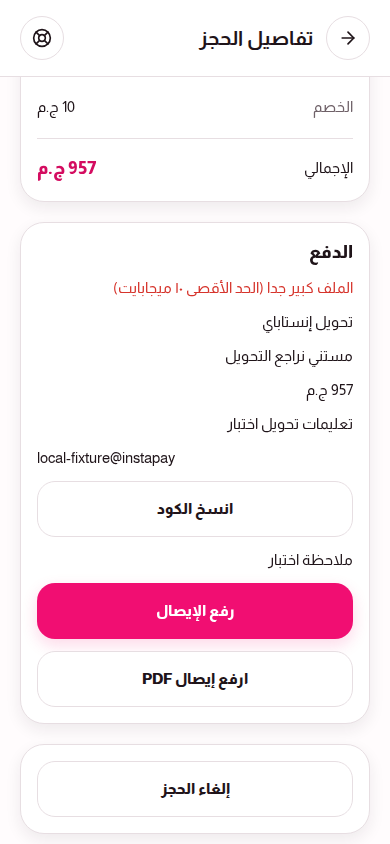 تفاصيل الحجز
الخصم 10 ج.م
الإجمالي 957 ج.م
الدفع
الملف كبير جدا (الحد الأقصى ١٠ ميجابايت)
تحويل إنستاباي
مستني نراجع التحويل
957 ج.م
تعليمات تحويل اختبار
local-fixture@instapay
انسخ الكود
ملاحظة اختبار
رفع الإيصال
ارفع إيصال PDF
إلغاء الحجز